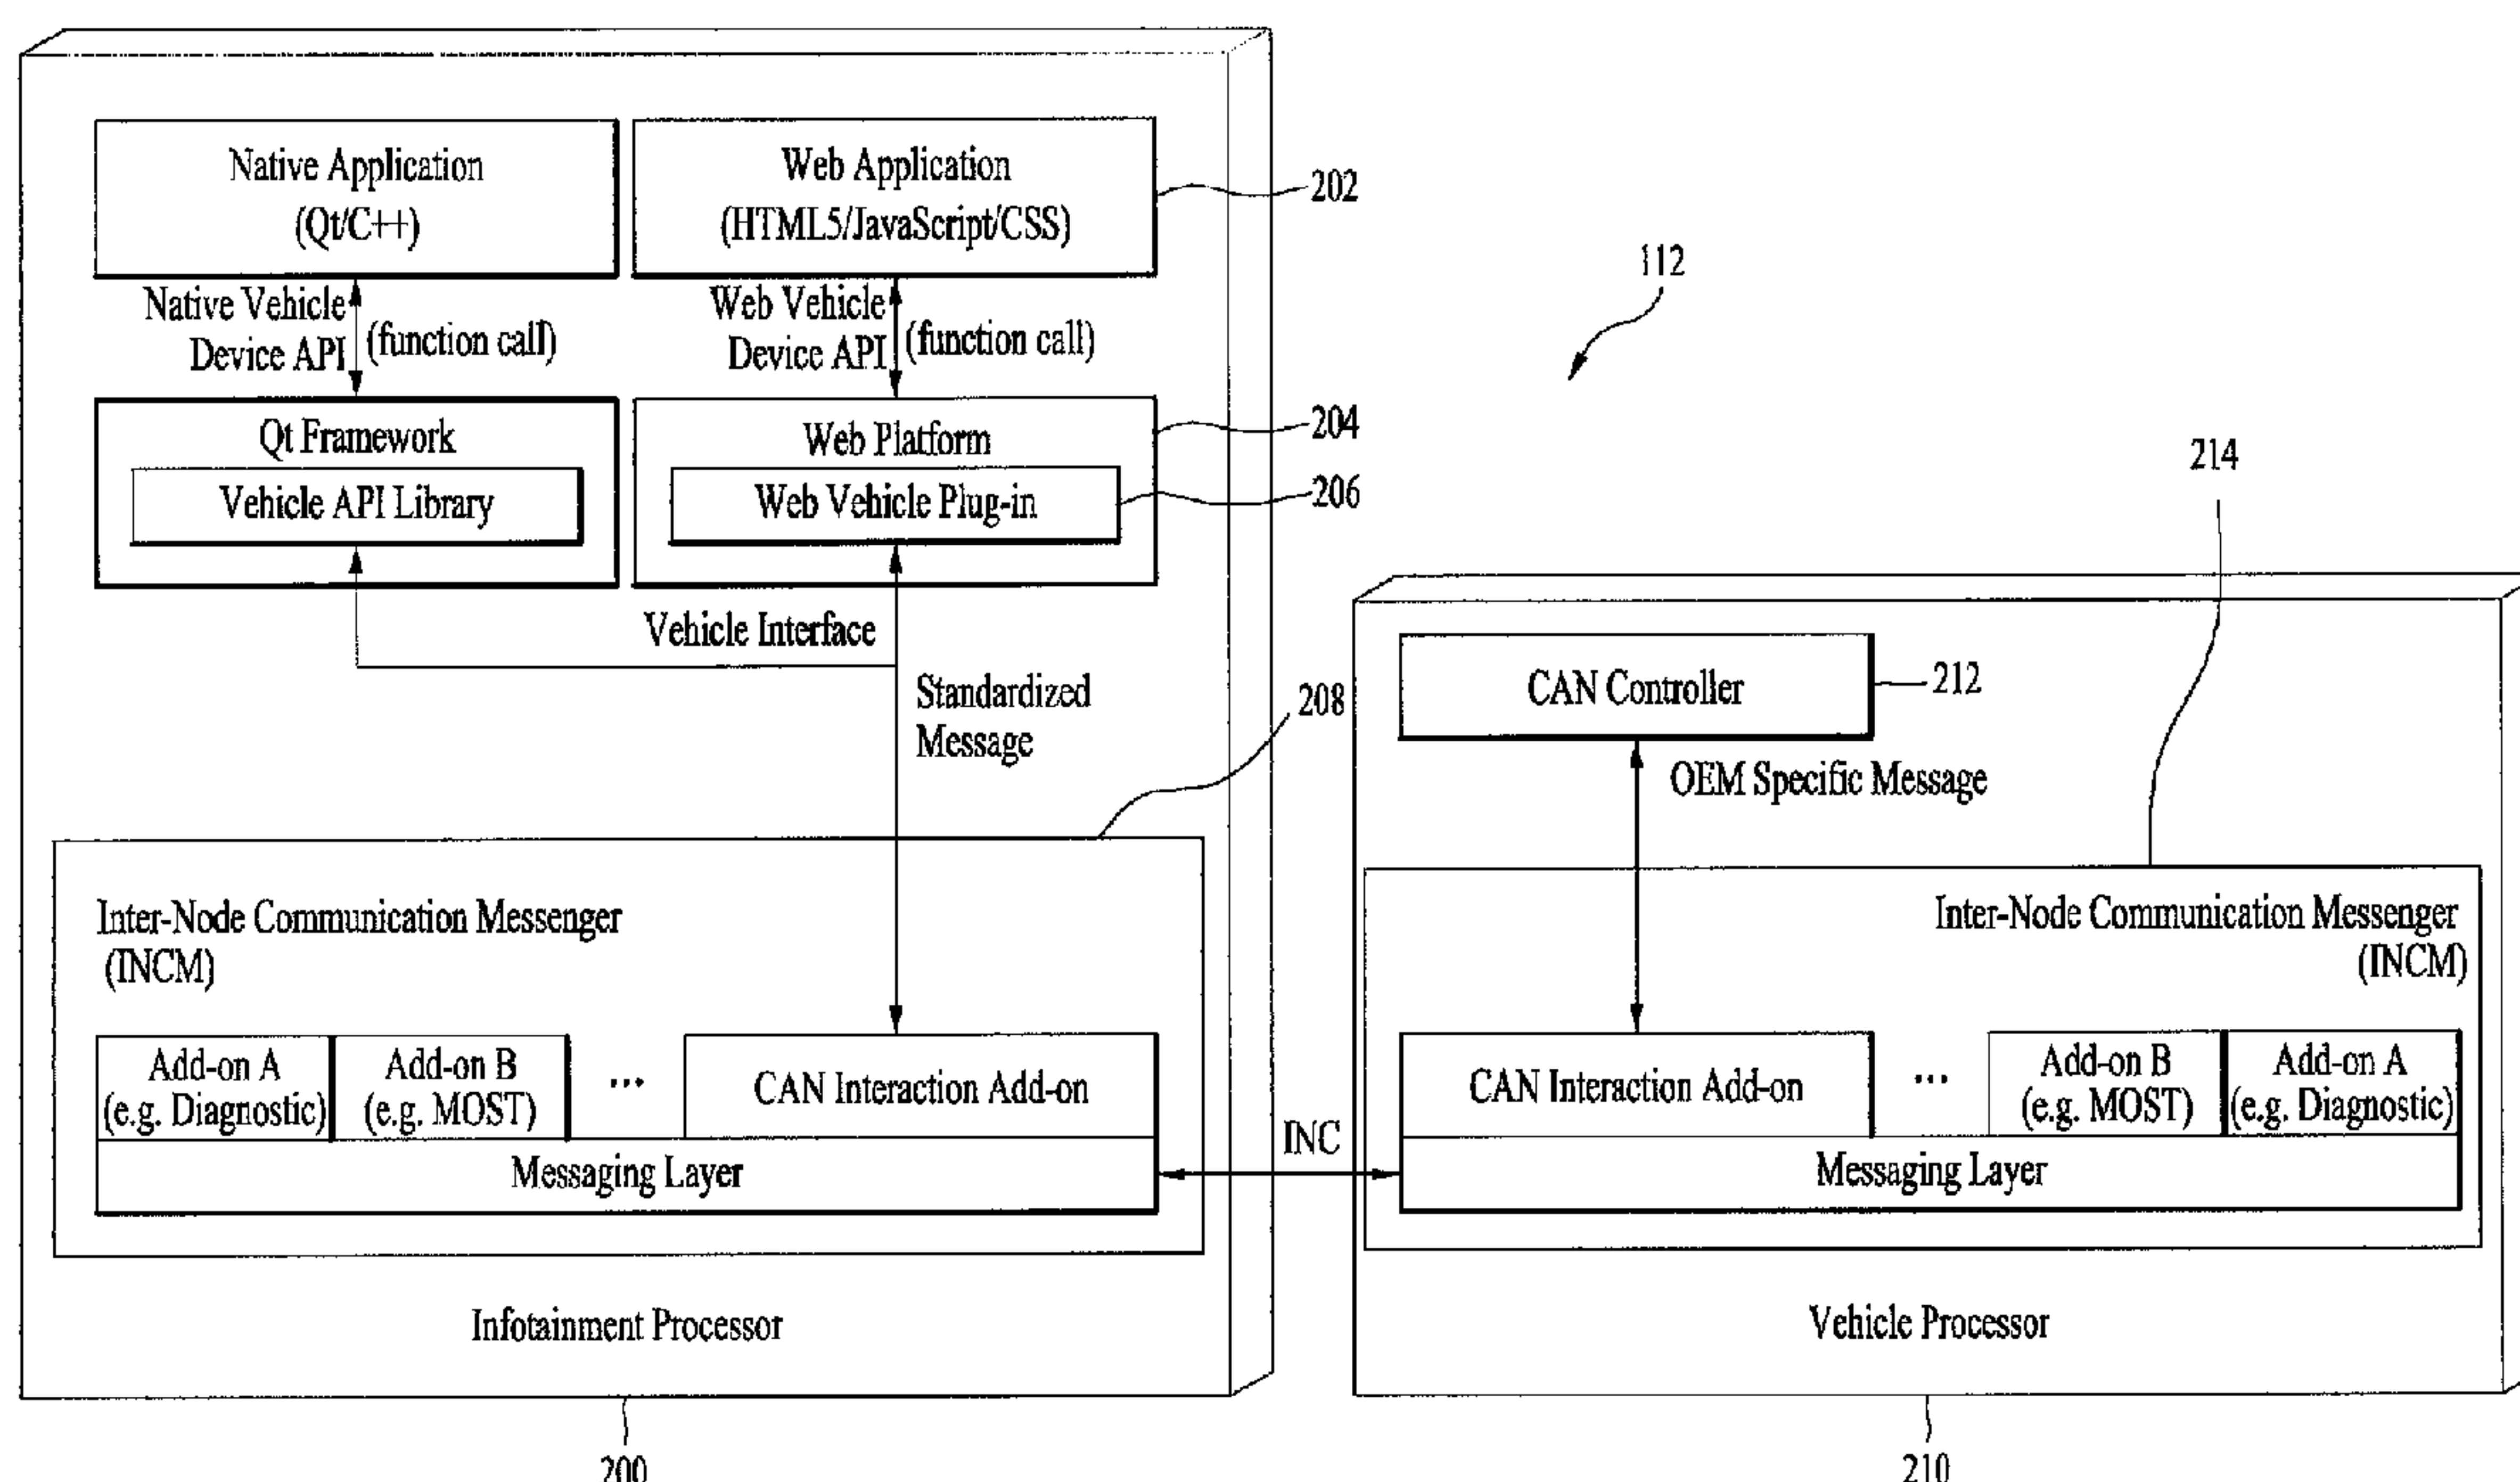 Native Application
(Qt/C++)
Web Application
(HTML5/JavaScript/CSS)
202
112
Native Vehicle
Device API
(function call)
Web Vehicle
Device API
(function call)
Qt Framework
Vehicle API Library
Web Platform
Web Vehicle Plug-in
204
206
214
Vehicle Interface
Standardized
Message
208
CAN Controller
212
OEM Specific Message
Inter-Node Communication Messenger
(INCM)
Inter-Node Communication Messenger
(INCM)
Add-on A
(e.g. Diagnostic)
Add-on B
(e.g. MOST)
...
CAN Interaction Add-on
Messaging Layer
INC
CAN Interaction Add-on
...
Add-on B
(e.g. MOST)
Add-on A
(e.g. Diagnostic)
Messaging Layer
Infotainment Processor
Vehicle Processor
200
210